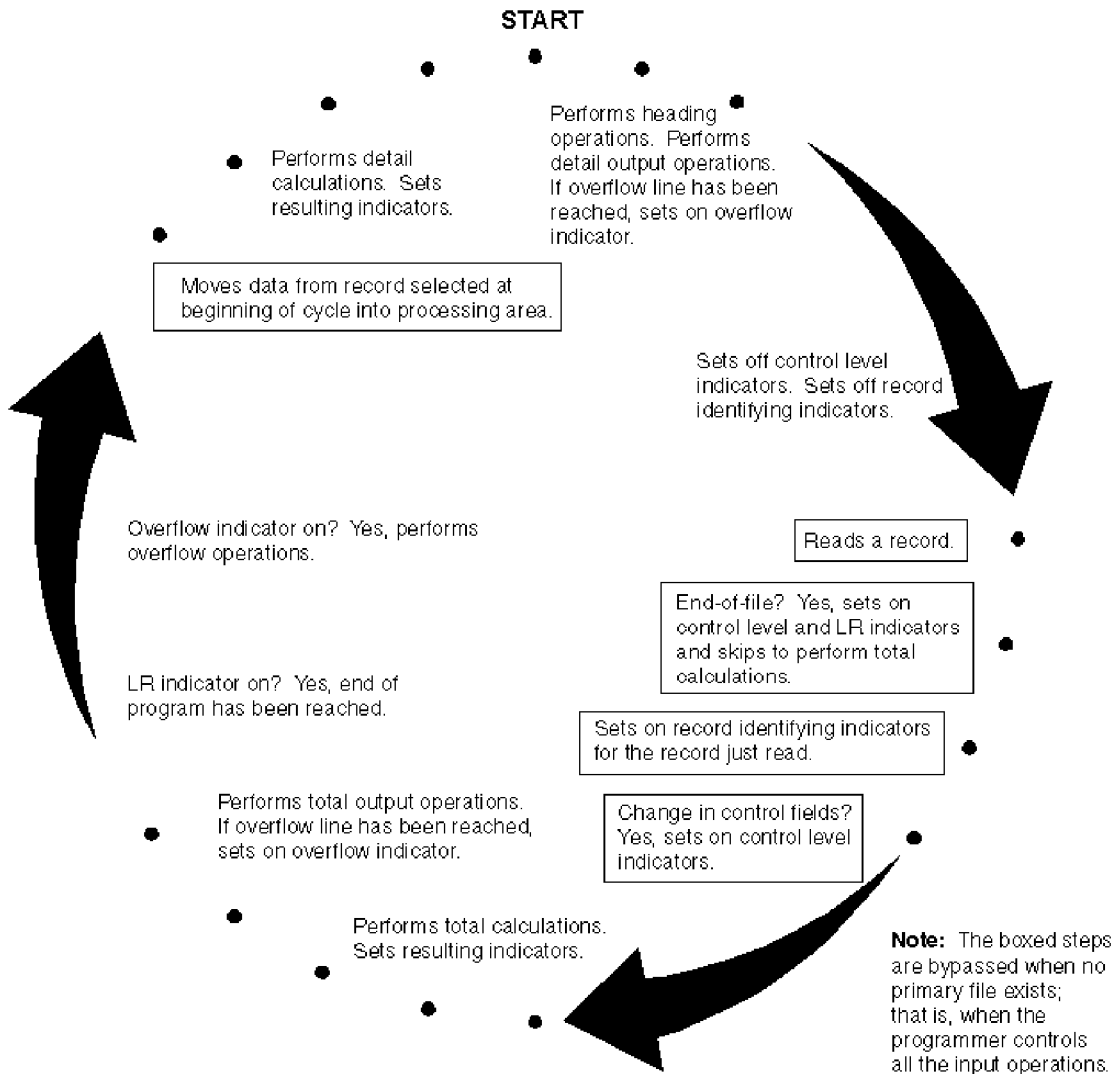 START
Performs heading
operations. Performs
detail output operations.
If overflow line has been
reached, sets on overflow
indicator.
Sets off control level
indicators. Sets off record
identifying indicators.
Reads a record.
End-of-file? Yes, sets on
control level and LR indicators
and skips to perform total
calculations.
Sets on record identifying indicators
for the record just read.
Change in control fields?
Yes, sets on control level
indicators.
Note: The boxed steps
are bypassed when no
primary file exists;
that is, when the
programmer controls
all the input operations.
Performs total calculations.
Sets resulting indicators.
Performs total output operations.
If overflow line has been reached,
sets on overflow indicator.
LR indicator on? Yes, end of
program has been reached.
Overflow indicator on? Yes, performs
overflow operations.
Moves data from record selected at
beginning of cycle into processing area.
Performs detail
calculations. Sets
resulting indicators.